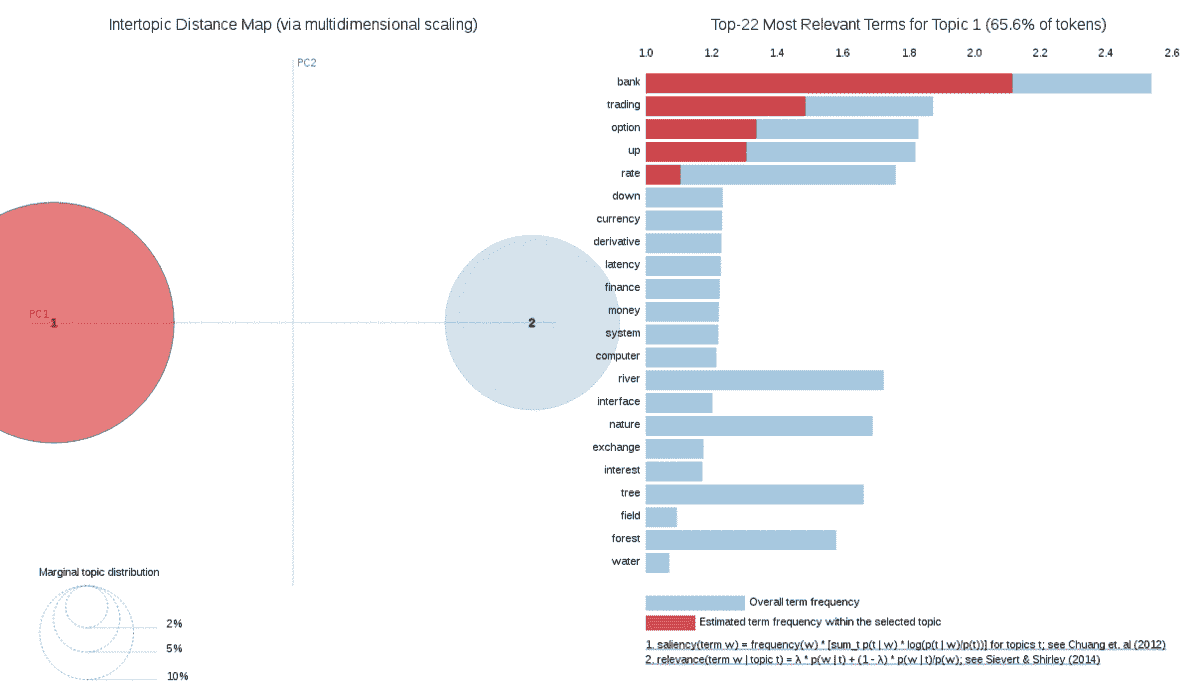 Intertopic Distance Map (via multidimensional scaling)
PC2
PC1
1
2
Marginal topic distribution
2%
5%
10%
Top-22 Most Relevant Terms for Topic 1 (65.6% of tokens)
1.0 1.2 1.4 1.6 1.8 2.0 2.2 2.4 2.6
bank
trading
option
up
rate
down
currency
derivative
latency
finance
money
system
computer
river
interface
nature
exchange
interest
tree
field
forest
water
Overall term frequency
Estimated term frequency within the selected topic
1. saliency(term w) = frequency(w) * [sum_t p(t | w) * log(p(t | w)/p(t))] for topics t; see Chuang et. al (2012)
2. relevance(term w | topic t) = λ * p(w | t) + (1 - λ) * p(w | t)/p(w); see Sievert & Shirley (2014)